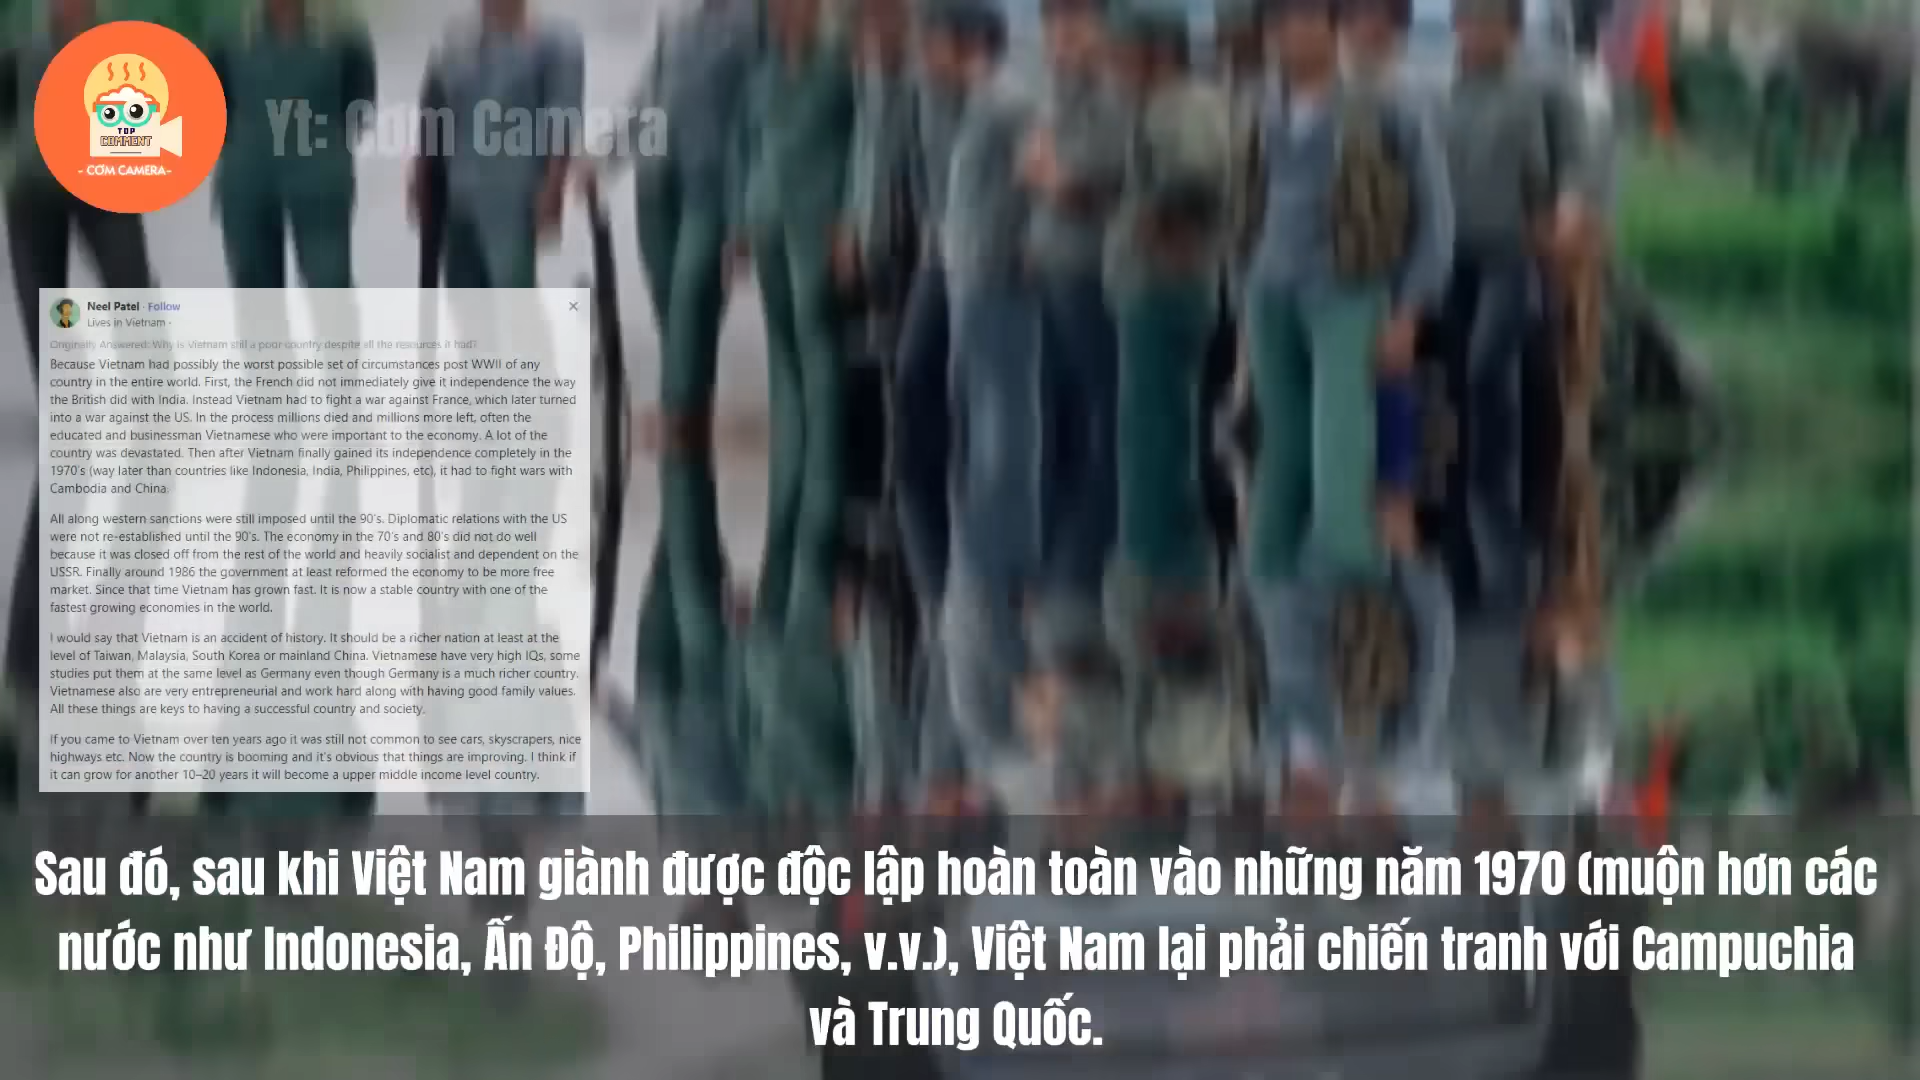 TOP
COMMENT
- CƠM CAMERA-
Yt: Cơm Camera
Neel Patel · Follow
Lives in Vietnam ·
Originally Answered: Why is Vietnam still a poor country despite all the resources it had?
Because Vietnam had possibly the worst possible set of circumstances post WWII of any
country in the entire world. First, the French did not immediately give it independence the way
the British did with India. Instead Vietnam had to fight a war against France, which later turned
into a war against the US. In the process millions died and millions more left, often the
educated and businessman Vietnamese who were important to the economy. A lot of the
country was devastated. Then after Vietnam finally gained its independence completely in the
1970's (way later than countries like Indonesia, India, Philippines, etc), it had to fight wars with
Cambodia and China.
All along western sanctions were still imposed until the 90's. Diplomatic relations with the US
were not re-established until the 90's. The economy in the 70's and 80's did not do well
because it was closed off from the rest of the world and heavily socialist and dependent on the
USSR. Finally around 1986 the government at least reformed the economy to be more free
market. Since that time Vietnam has grown fast. It is now a stable country with one of the
fastest growing economies in the world.
I would say that Vietnam is an accident of history. It should be a richer nation at least at the
level of Taiwan, Malaysia, South Korea or mainland China. Vietnamese have very high IQs, some
studies put them at the same level as Germany even though Germany is a much richer country.
Vietnamese also are very entrepreneurial and work hard along with having good family values.
All these things are keys to having a successful country and society.
If you came to Vietnam over ten years ago it was still not common to see cars, skyscrapers, nice
highways etc. Now the country is booming and it's obvious that things are improving. I think if
it can grow for another 10–20 years it will become a upper middle income level country.
Sau đó, sau khi Việt Nam giành được độc lập hoàn toàn vào những năm 1970 (muộn hơn các
nước như Indonesia, Ấn Độ, Philippines, v.v.), Việt Nam lại phải chiến tranh với Campuchia
và Trung Quốc.